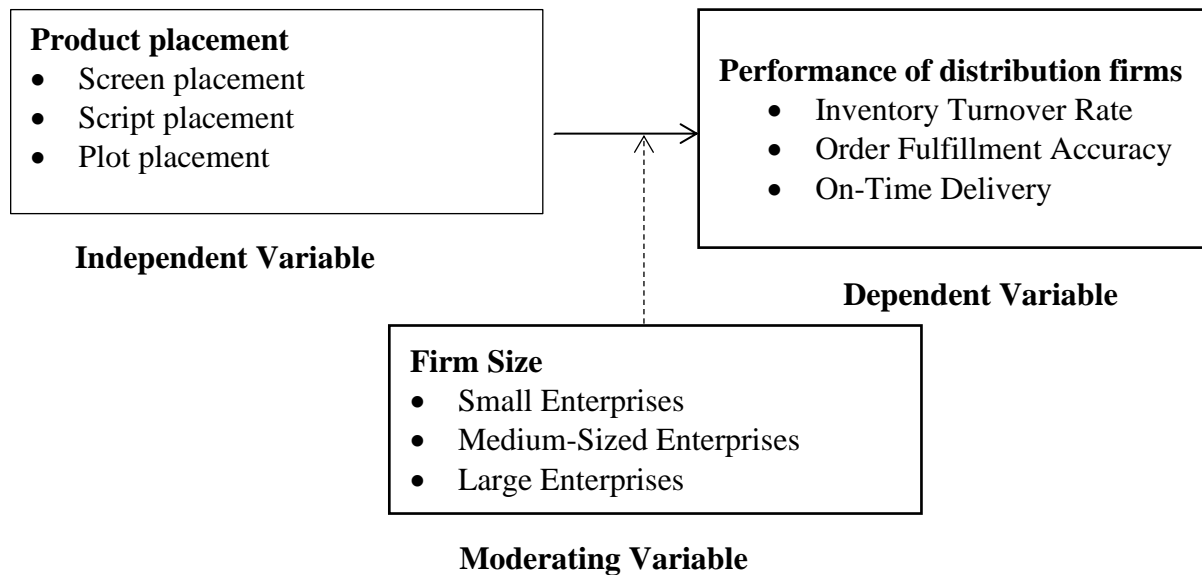 Product placement
• Screen placement
• Script placement
• Plot placement
Independent Variable
Performance of distribution firms
• Inventory Turnover Rate
• Order Fulfillment Accuracy
• On-Time Delivery
Dependent Variable
Firm Size
• Small Enterprises
• Medium-Sized Enterprises
• Large Enterprises
Moderating Variable